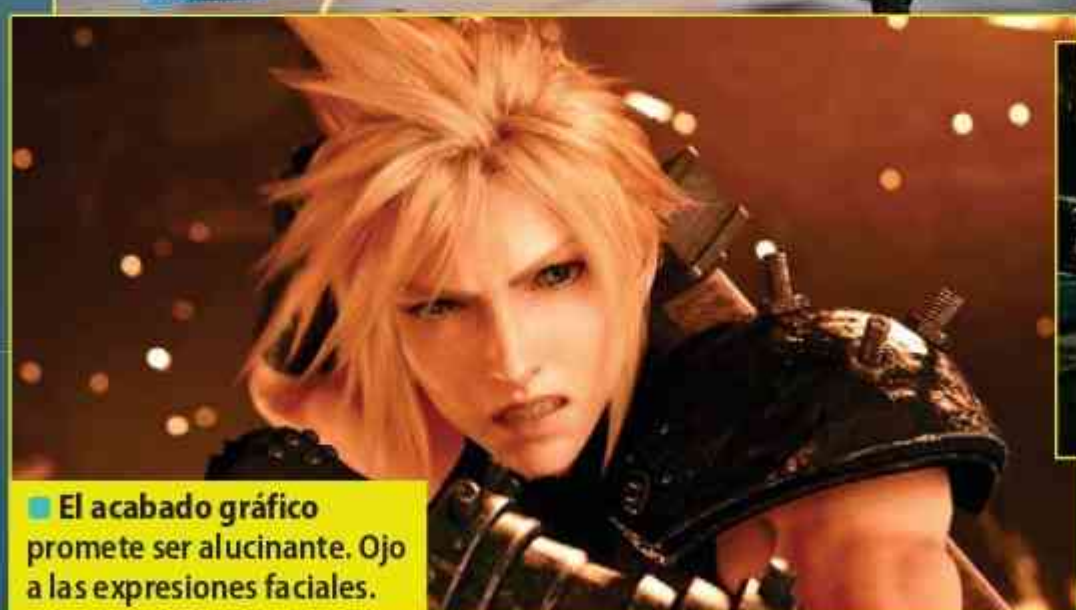 El acabado gráfico
promete ser alucinante. Ojo
a las expresiones faciales.